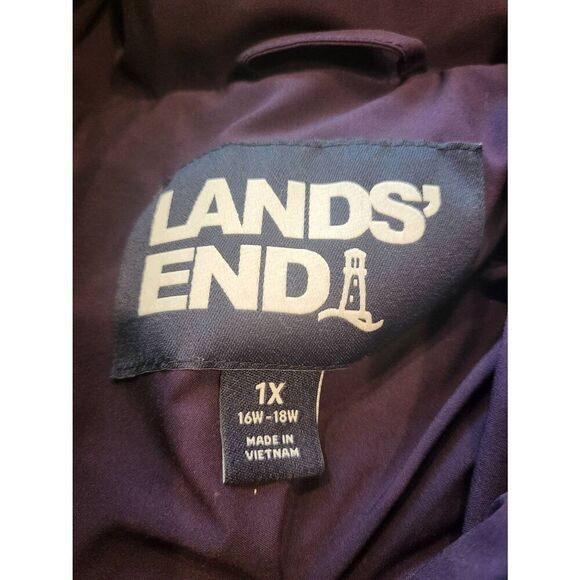 LANDS'
END
1X
16W-18W
MADE IN
VIETNAM